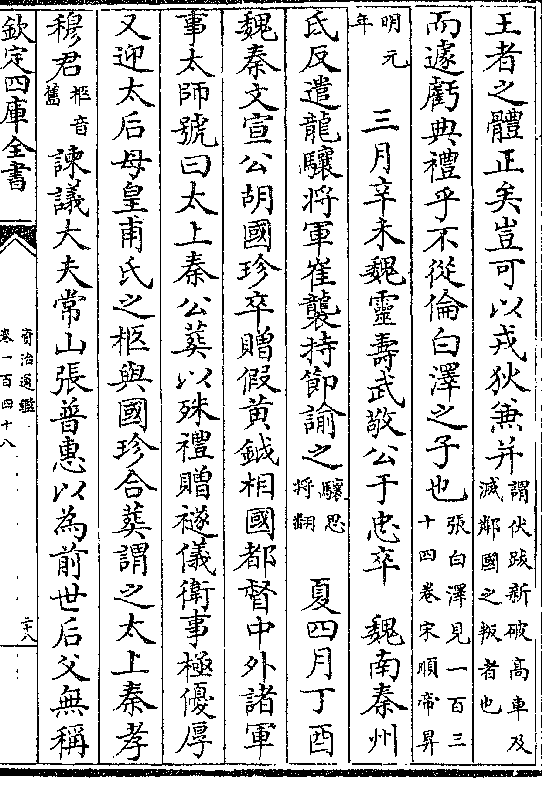 王者之體正矣豈可以戎狄兼并謂伏跋新破高車及滅鄰國之叛者也
而遽虧典禮乎不從倫白澤之子也張白澤見一百三十四卷宋順帝昇
明元年 三月辛未魏靈壽武敬公于忠卒 魏南秦州
氐反遣龍驤將軍崔襲持節諭之驤思將翻 夏四月丁酉
魏秦文宣公胡國珍卒贈假黃鉞相國都督中外諸軍
事太師號曰太上秦公葬以殊禮贈襚儀衛事極優厚
又迎太后母皇甫氏之柩與國珍合葬謂之太上秦孝
穆君柩音舊 諫議大夫常山張普惠以為前世后父無稱
欽定四庫全書
資治通鑑
卷一百四十八
二十八